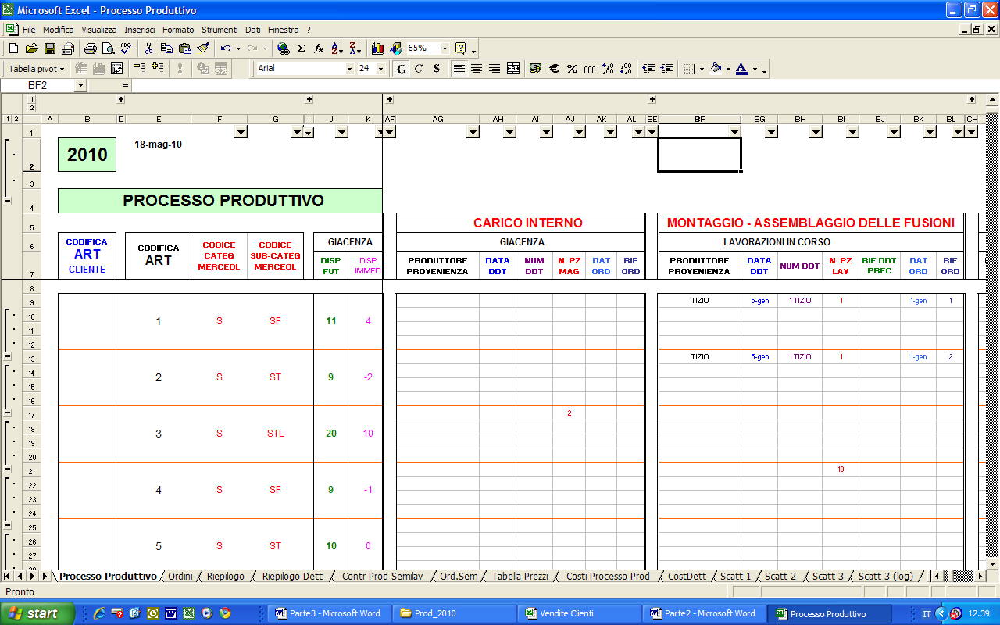 Microsoft Excel - Processo Produttivo
File Modifica Visualizza Inserisci Formato Strumenti Dati Finestra ?
65%
Tabella pivot Arial 24 G C S 000
BF2 =
1
2
1 2 A B D E F G I J K AF AG AH AI AJ AK AL BE BF BG BH BI BJ BK BL CH
1
2 2010 18-mag-10
3
4 PROCESSO PRODUTTIVO
5 CARICO INTERNO MONTAGGIO - ASSEMBLAGGIO DELLE FUSIONI
6 GIACENZA GIACENZA LAVORAZIONI IN CORSO
CODIFICA ART CLIENTE
CODIFICA ART
CODICE CATEG MERCEOL
CODICE SUB-CATEG MERCEOL
7 DISP FUT DISP IMMED PRODUTTORE PROVENIENZA DATA DDT NUM DDT N° PZ MAG DAT ORD RIF ORD PRODUTTORE PROVENIENZA DATA DDT NUM DDT N° PZ LAV RIF DDT PREC DAT ORD RIF ORD
8
9 TIZIO 5-gen 1 TIZIO 1 1-gen 1
10
1 S SF 11 4
11
12
13 TIZIO 5-gen 1 TIZIO 1 1-gen 2
14
2 S ST 9 -2
15
16
17 2
18
3 S STL 20 10
19
20
21 10
22
4 S SF 9 -1
23
24
25
26
5 S ST 10 0
27
Processo Produttivo Ordini Riepilogo Riepilogo Dett Contr Prod Semilav Ord.Sem Tabella Prezzi Costi Processo Prod CostDett Scatt 1 Scatt 2 Scatt 3 Scatt 3 (log)
Pronto
start Parte3 - Microsoft Word Prod_2010 Vendite Clienti Parte2 - Microsoft Word Processo Produttivo IT 12.39